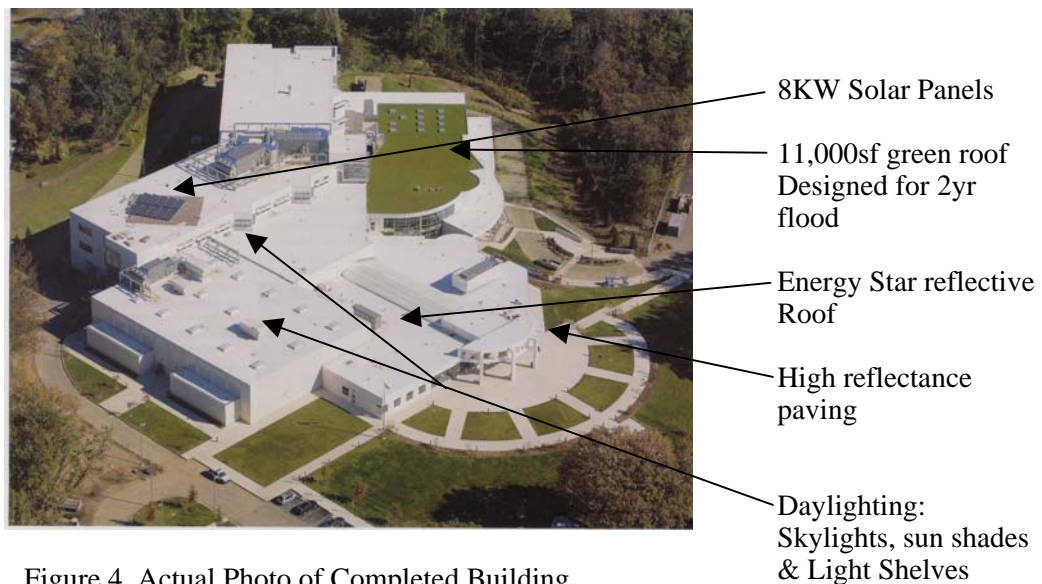 8KW Solar Panels
11,000sf green roof
Designed for 2yr
flood
Energy Star reflective
Roof
High reflectance
paving
Daylighting:
Skylights, sun shades
& Light Shelves
Figure 4. Actual Photo of Completed Building